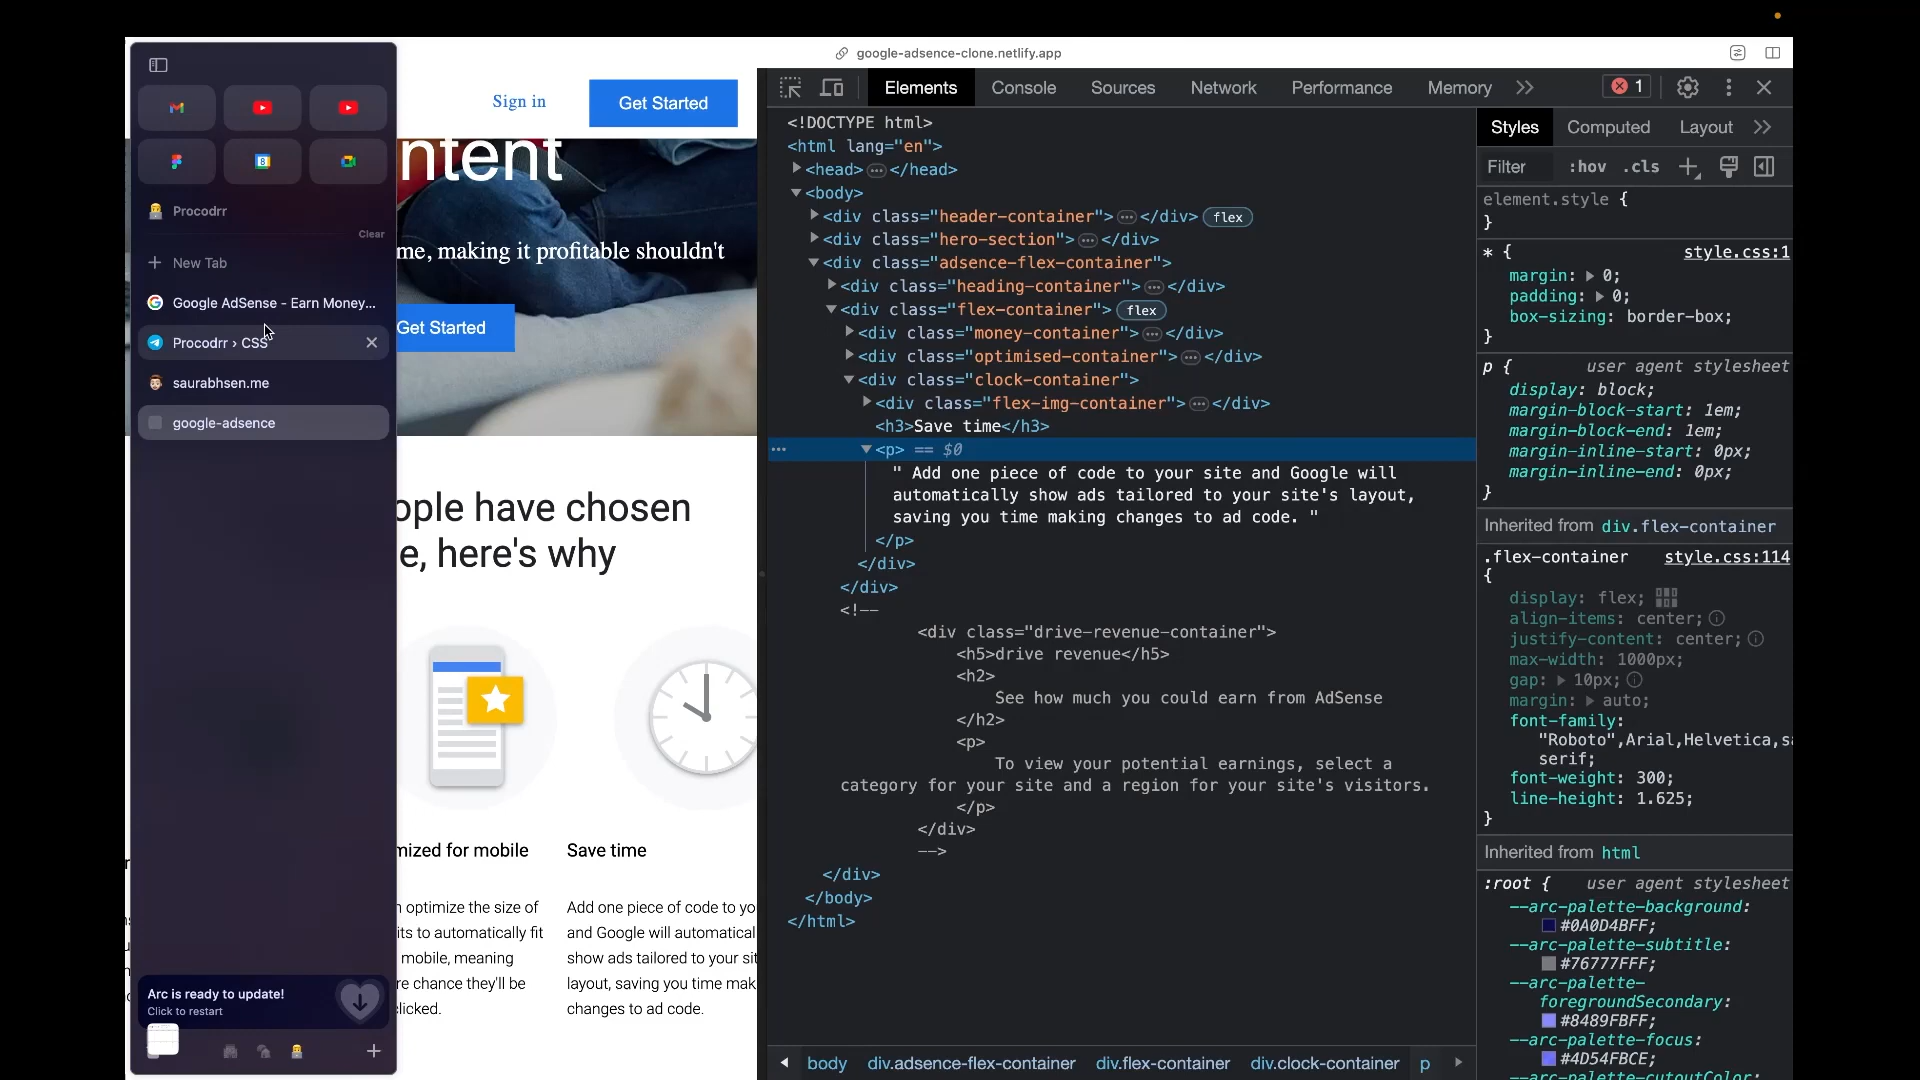 google-adsence-clone.netlify.app
Procodrr
Clear
New Tab
Google AdSense - Earn Money...
Procodrr › CSS
saurabhsen.me
google-adsence
Arc is ready to update!
Click to restart
Sign in
Get Started
ntent
me, making it profitable shouldn't
Get Started
ople have chosen
e, here's why
mized for mobile
optimize the size of
its to automatically fit
mobile, meaning
re chance they'll be
licked.
Save time
Add one piece of code to yo
and Google will automatical
show ads tailored to your sit
layout, saving you time mak
changes to ad code.
Elements
Console
Sources
Network
Performance
Memory
1
<!DOCTYPE html>
<html lang="en">
<head> ⋯ </head>
<body>
<div class="header-container"> ⋯ </div> flex
<div class="hero-section"> ⋯ </div>
<div class="adsence-flex-container">
<div class="heading-container"> ⋯ </div>
<div class="flex-container"> flex
<div class="money-container"> ⋯ </div>
<div class="optimised-container"> ⋯ </div>
<div class="clock-container">
<div class="flex-img-container"> ⋯ </div>
<h3>Save time</h3>
<p> == $0
" Add one piece of code to your site and Google will
automatically show ads tailored to your site's layout,
saving you time making changes to ad code. "
</p>
</div>
</div>
<!--
<div class="drive-revenue-container">
<h5>drive revenue</h5>
<h2>
See how much you could earn from AdSense
</h2>
<p>
To view your potential earnings, select a
category for your site and a region for your site's visitors.
</p>
</div>
-->
</div>
</body>
</html>
body
div.adsence-flex-container
div.flex-container
div.clock-container
p
Styles
Computed
Layout
Filter
:hov
.cls
element.style {
}
* {
style.css:1
margin: 0;
padding: 0;
box-sizing: border-box;
}
p {
user agent stylesheet
display: block;
margin-block-start: 1em;
margin-block-end: 1em;
margin-inline-start: 0px;
margin-inline-end: 0px;
}
Inherited from div.flex-container
.flex-container
style.css:114
{
display: flex;
align-items: center;
justify-content: center;
max-width: 1000px;
gap: 10px;
margin: auto;
font-family:
"Roboto",Arial,Helvetica,sa
serif;
font-weight: 300;
line-height: 1.625;
}
Inherited from html
:root {
user agent stylesheet
--arc-palette-background:
#0A0D4BFF;
--arc-palette-subtitle:
#76777FFF;
--arc-palette-
foregroundSecondary:
#8489FBFF;
--arc-palette-focus:
#4D54FBCE;
--arc-palette-cutoutColor: